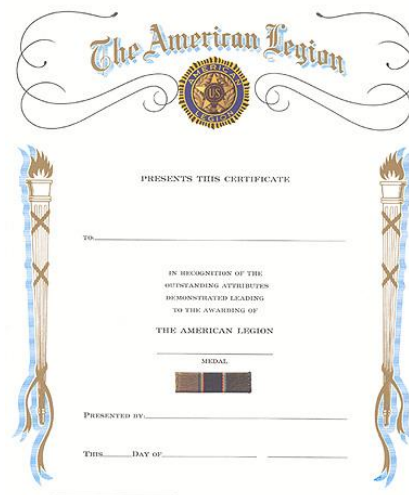 The American Legion
AMERICAN
US
LEGION
PRESENTS THIS CERTIFICATE
TO
IN RECOGNITION OF THE
OUTSTANDING ATTRIBUTES
DEMONSTRATED LEADING
TO THE AWARDING OF
THE AMERICAN LEGION
MEDAL
PRESENTED BY:
THIS DAY OF